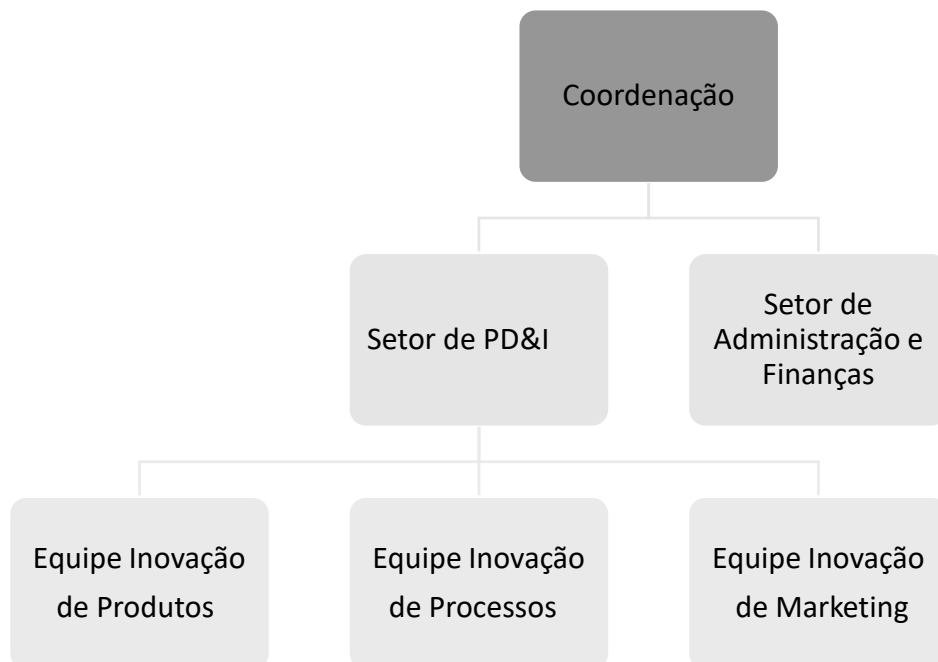 Coordenação
Setor de PD&I
Setor de
Administração e
Finanças
Equipe Inovação
de Produtos
Equipe Inovação
de Processos
Equipe Inovação
de Marketing